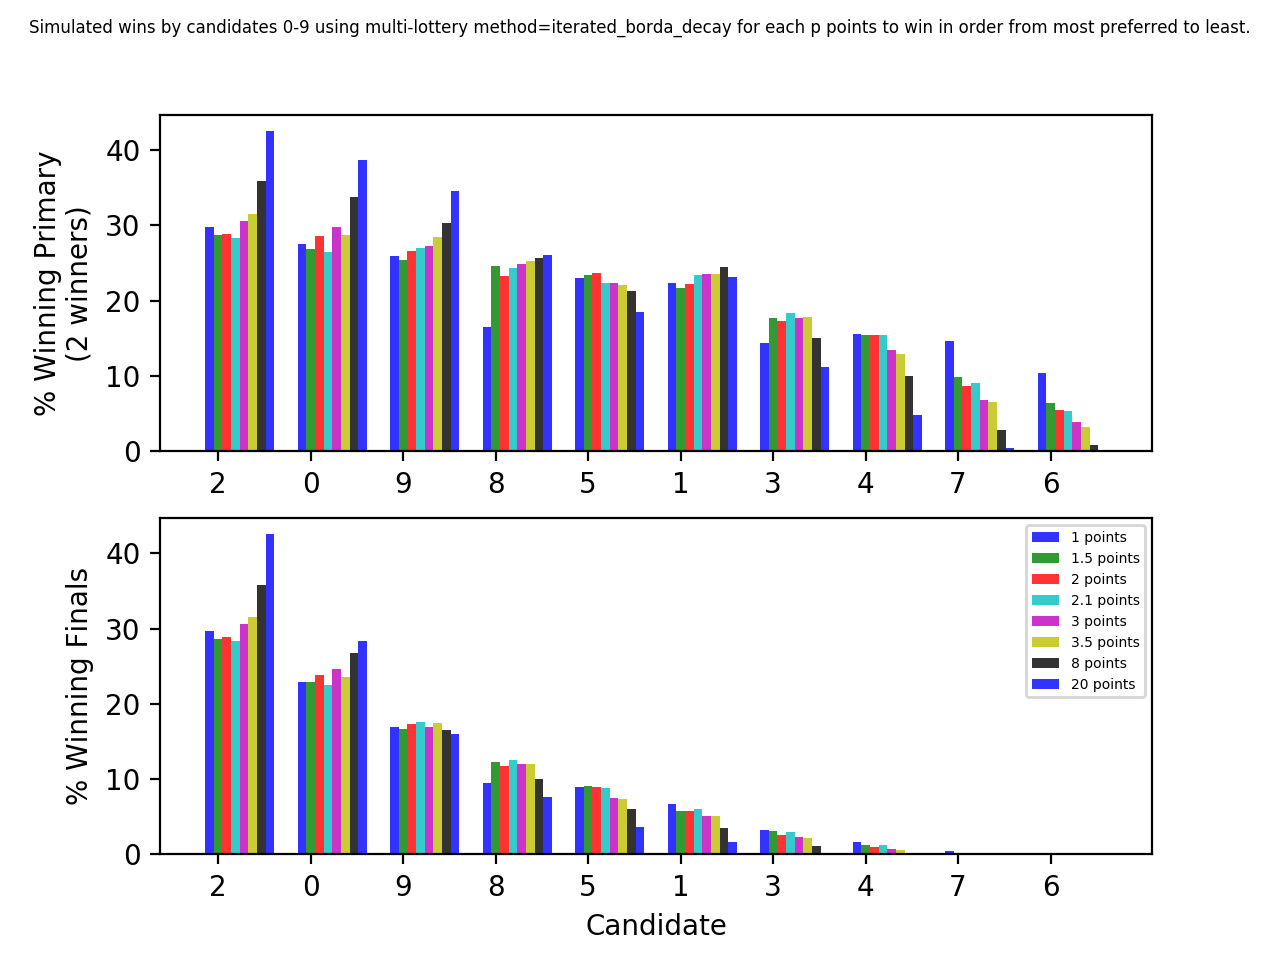 Simulated wins by candidates 0-9 using multi-lottery method=iterated_borda_decay for each p points to win in order from most preferred to least.
% Winning Primary
(2 winners)
40
30
20
10
0
2 0 9 8 5 1 3 4 7 6
% Winning Finals
40
30
20
10
0
1 points
1.5 points
2 points
2.1 points
3 points
3.5 points
8 points
20 points
2 0 9 8 5 1 3 4 7 6
Candidate